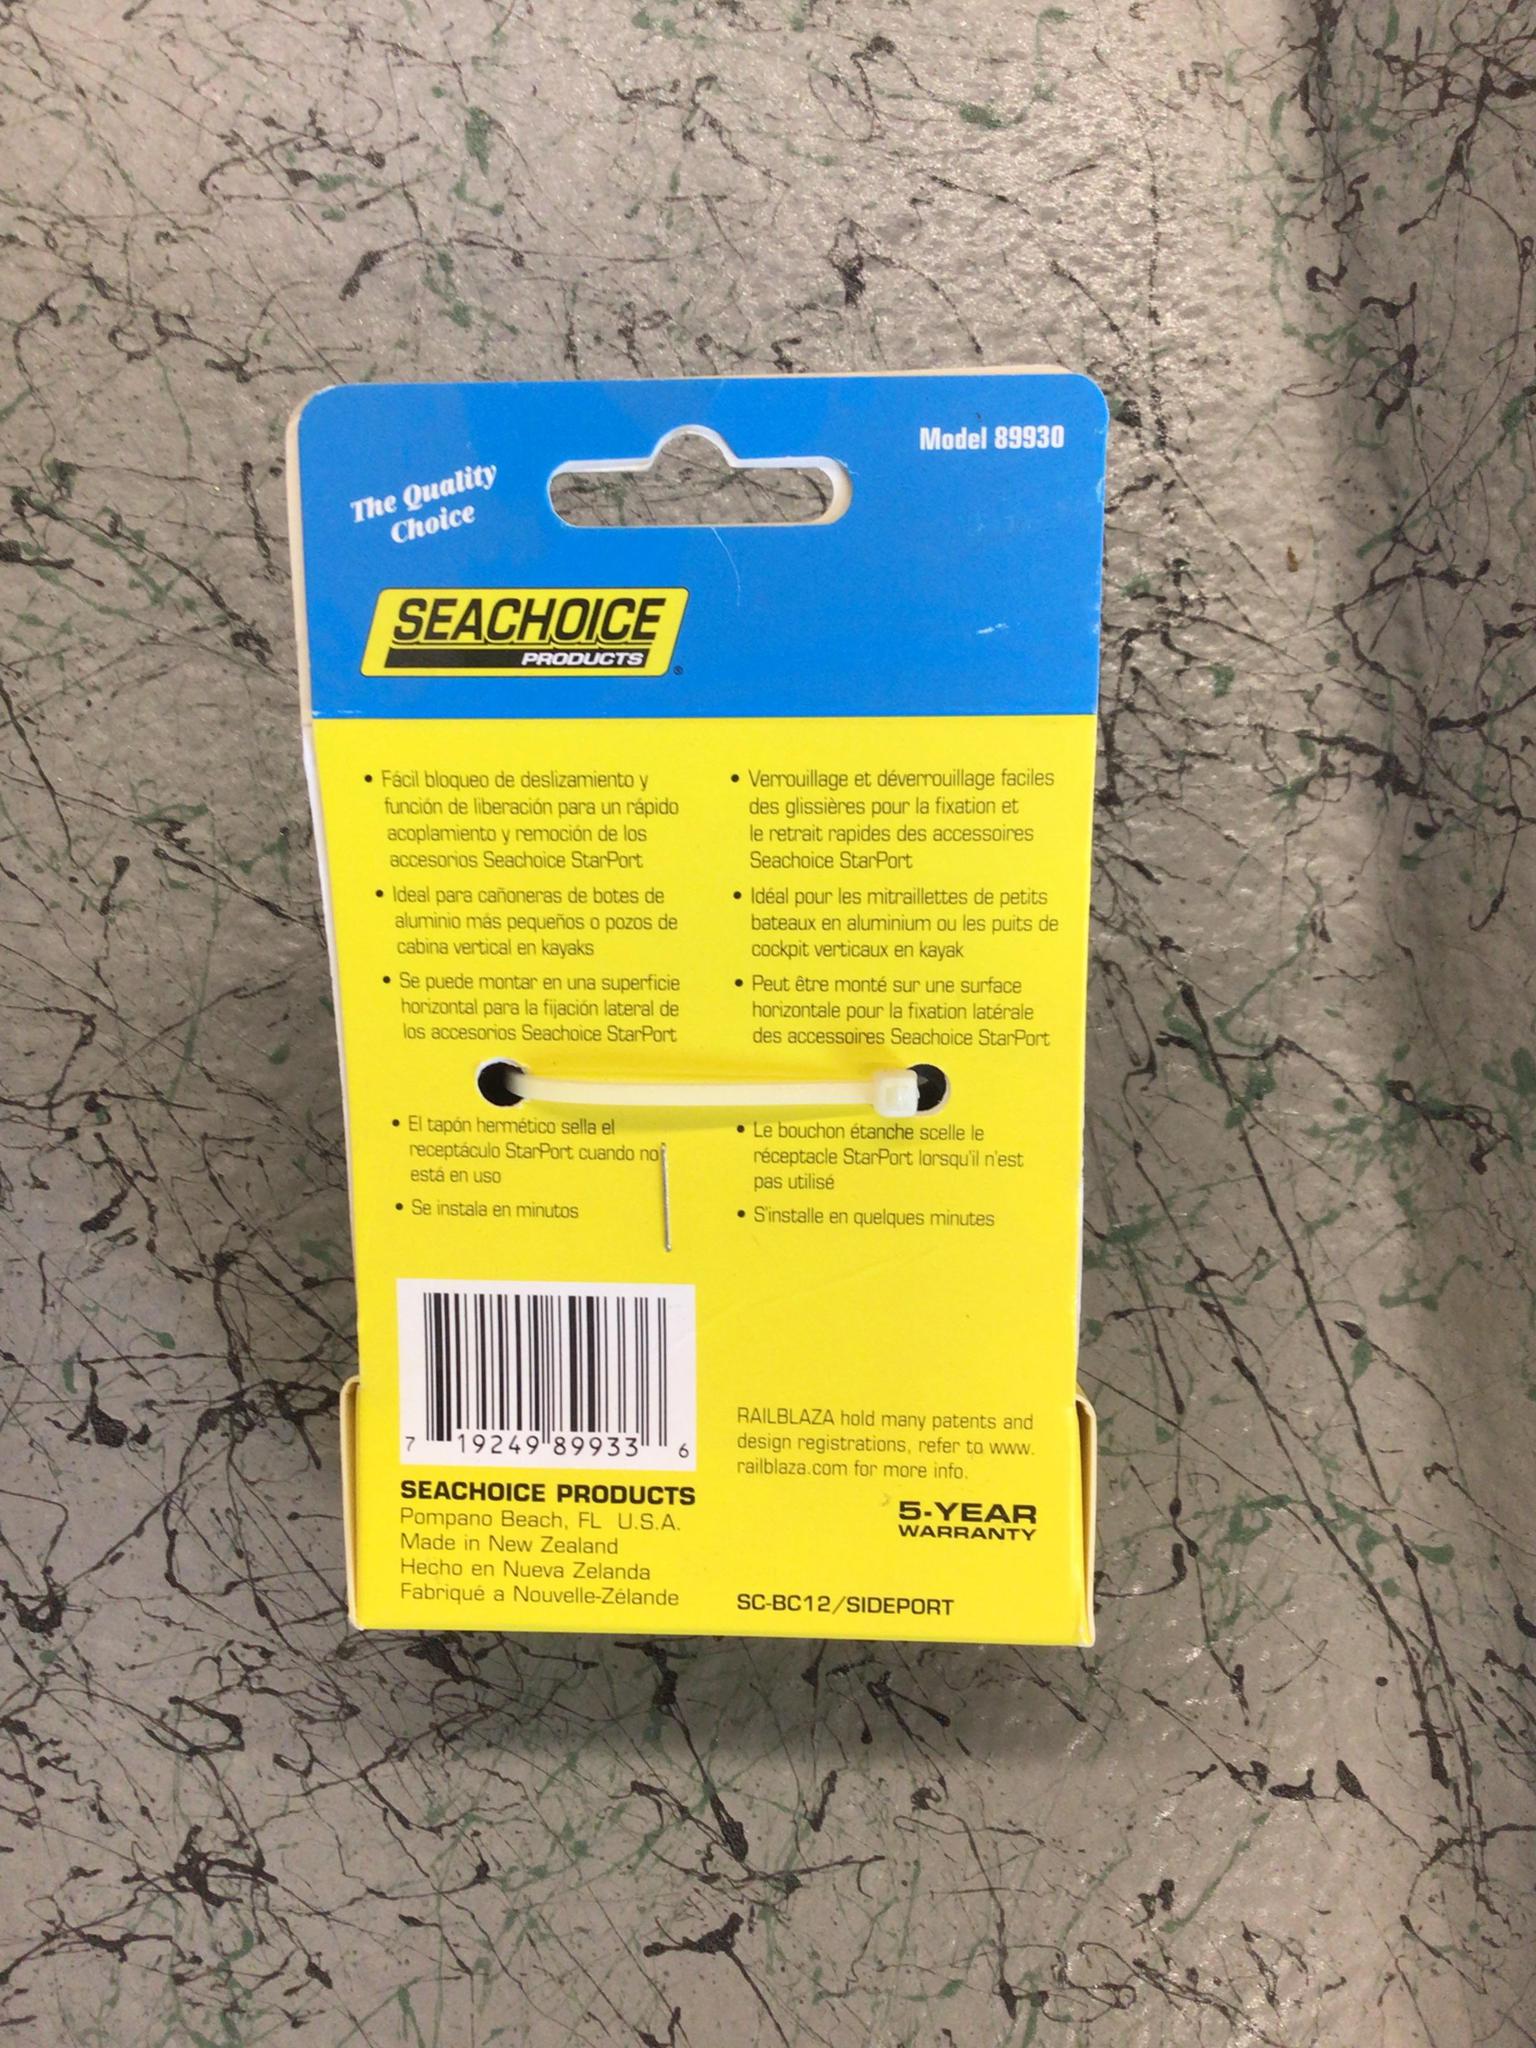 Model 89930
The Quality
Choice
SEACHOICE
PRODUCTS
®
• Fácil bloqueo de deslizamiento y
función de liberación para un rápido
acoplamiento y remoción de los
accesorios Seachoice StarPort
• Ideal para cañoneras de botes de
aluminio más pequeños o pozos de
cabina vertical en kayaks
• Se puede montar en una superficie
horizontal para la fijación lateral de
los accesorios Seachoice StarPort
• El tapón hermético sella el
receptáculo StarPort cuando no
está en uso
• Se instala en minutos
• Verrouillage et déverrouillage faciles
des glissières pour la fixation et
le retrait rapides des accessoires
Seachoice StarPort
• Idéal pour les mitraillettes de petits
bateaux en aluminium ou les puits de
cockpit verticaux en kayak
• Peut être monté sur une surface
horizontale pour la fixation latérale
des accessoires Seachoice StarPort
• Le bouchon étanche scelle le
réceptacle StarPort lorsqu'il n'est
pas utilisé
• S'installe en quelques minutes
7 19249 89933 6
SEACHOICE PRODUCTS
Pompano Beach, FL U.S.A.
Made in New Zealand
Hecho en Nueva Zelanda
Fabriqué a Nouvelle-Zélande
RAILBLAZA hold many patents and
design registrations, refer to www.
railblaza.com for more info.
5-YEAR
WARRANTY
SC-BC12/SIDEPORT